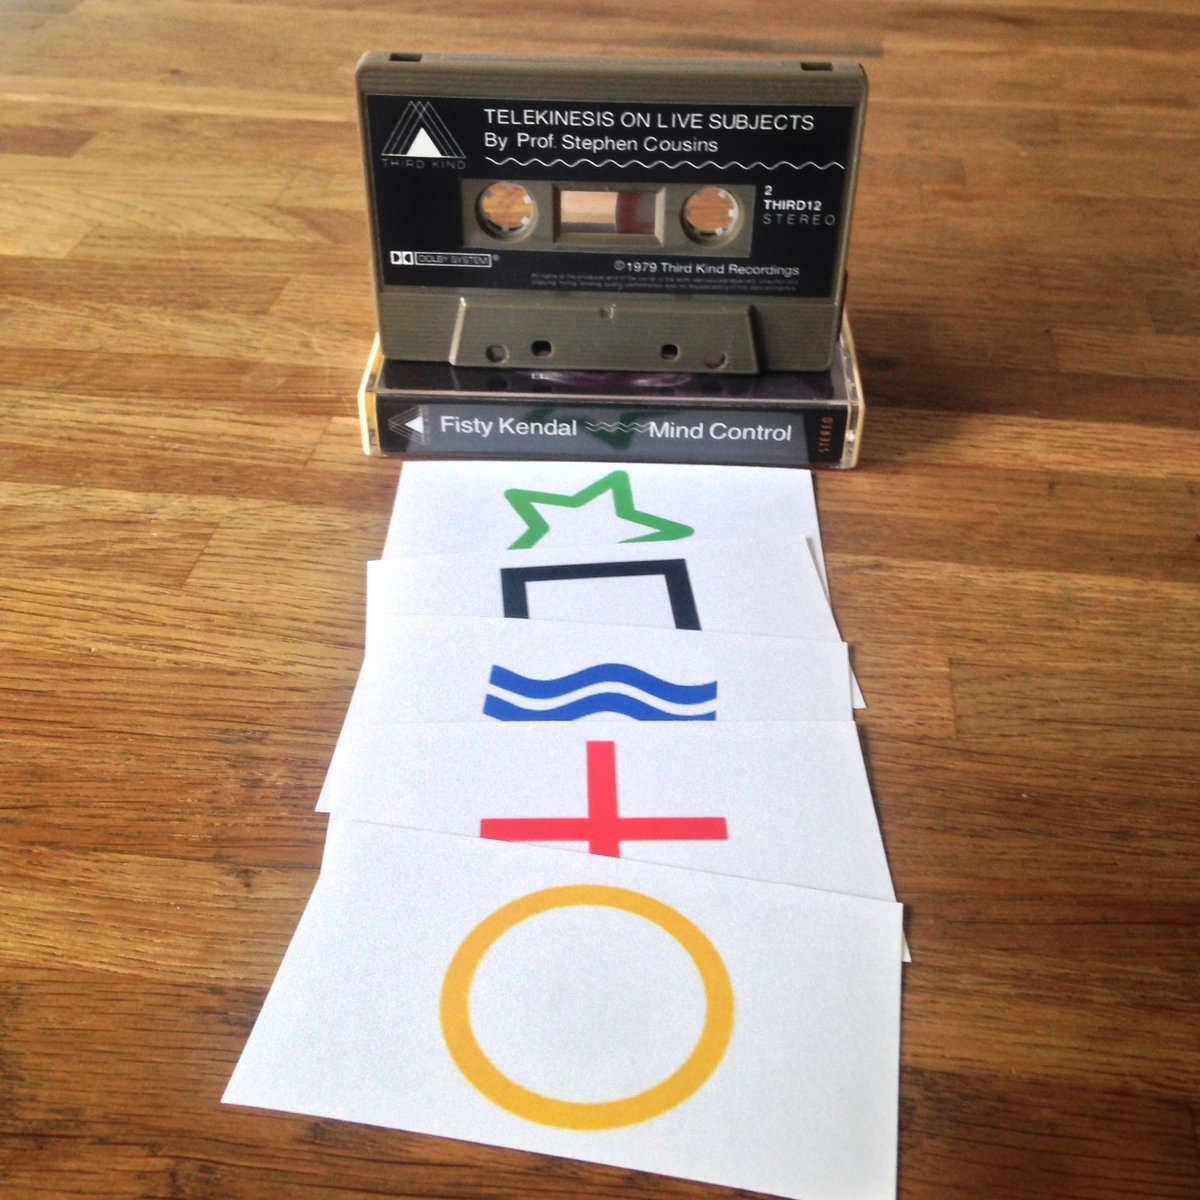 TELEKINESIS ON LIVE SUBJECTS
By Prof. Stephen Cousins
THIRD KIND
2
THIRD12
STEREO
DOLBY SYSTEM®
©1979 Third Kind Recordings
Fisty Kendal Mind Control
STEREO